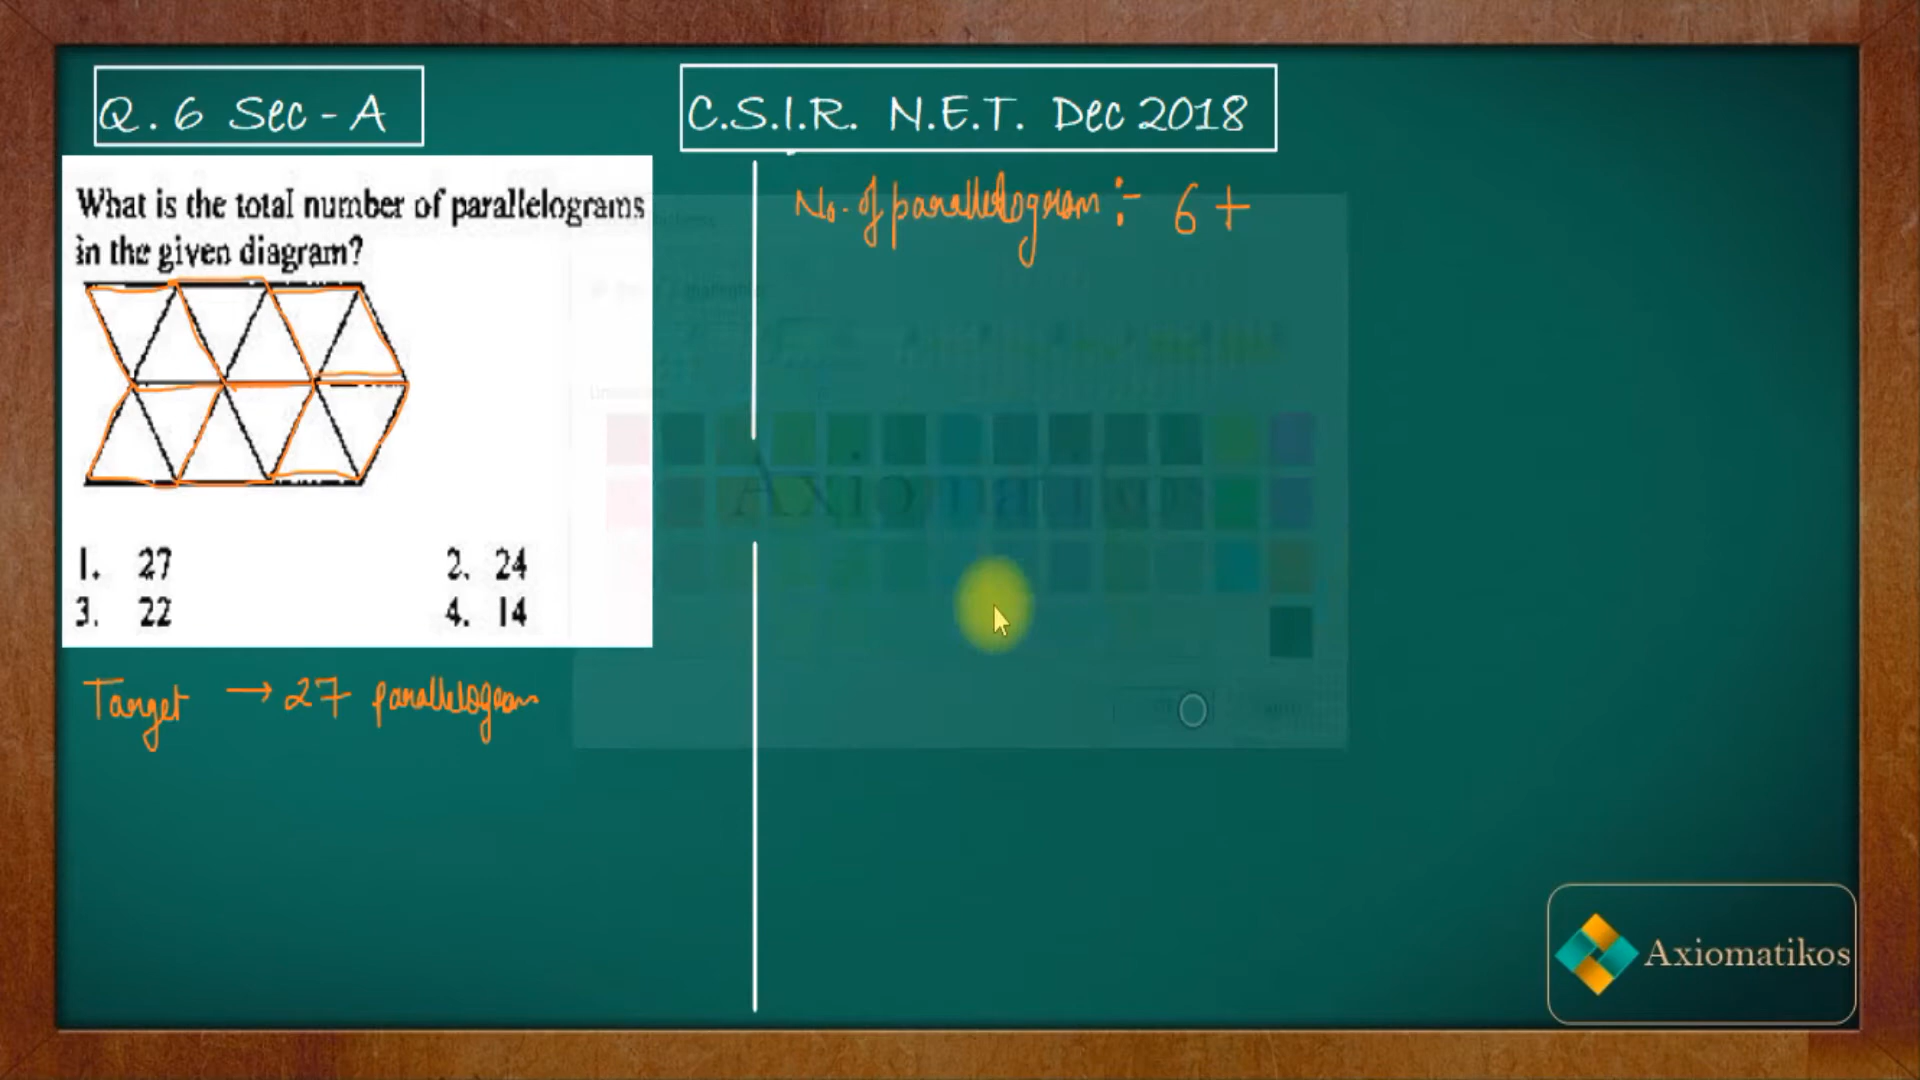 Q. 6 Sec - A
C.S.I.R. N.E.T. Dec 2018
What is the total number of parallelograms
in the given diagram?
1. 27
2. 24
3. 22
4. 14
No. of parallelogram :- 6 +
Target → 27 parallelogram
Axiomatikos
Axiomatikos